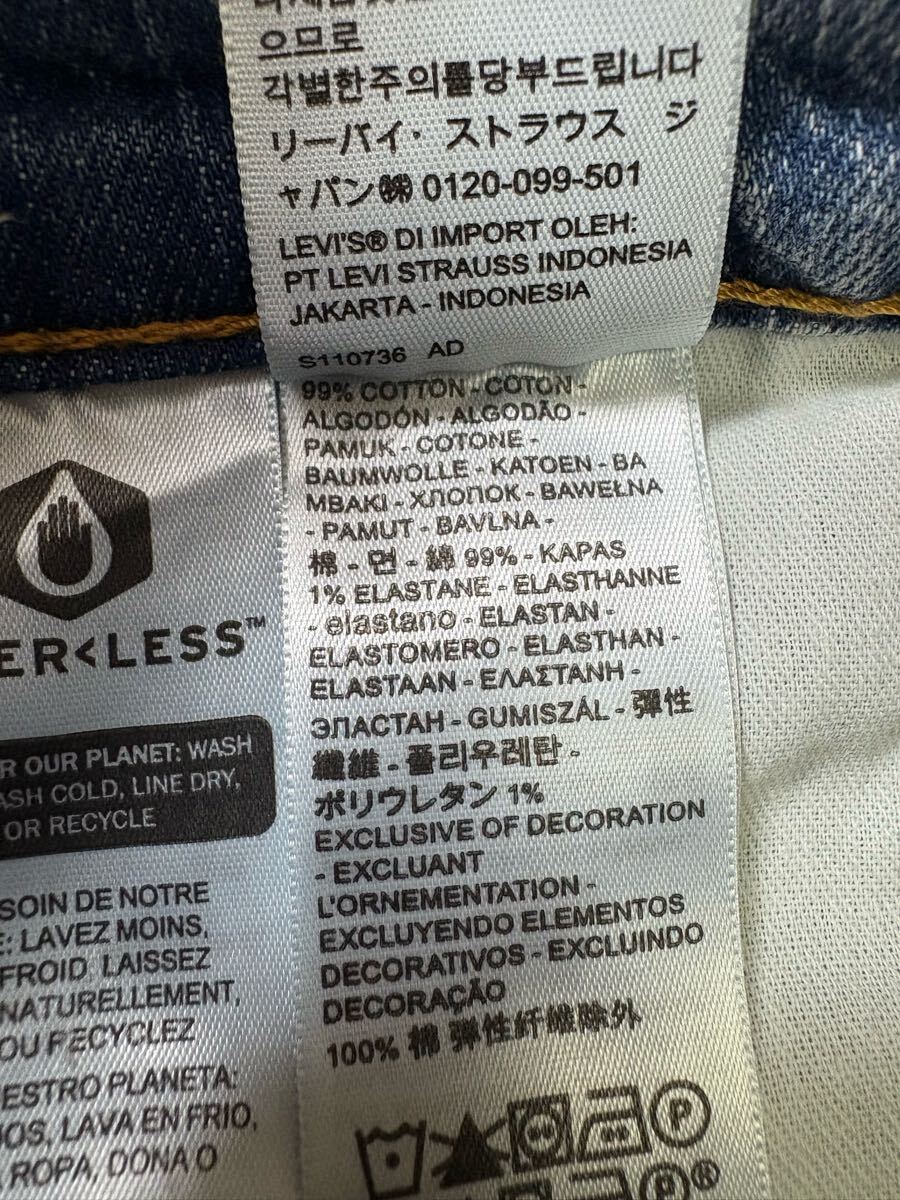 으므로
각별한주의를당부드립니다
リーバイ・ストラウス ジ
ャパン㈱ 0120-099-501
LEVI'S® DI IMPORT OLEH:
PT LEVI STRAUSS INDONESIA
JAKARTA - INDONESIA
S110736 AD
99% COTTON - COTON -
ALGODÓN - ALGODÃO -
PAMUK - COTONE -
BAUMWOLLE - KATOEN - BA
MBAKI - ХЛОПОК - BAWEŁNA
- PAMUT - BAVLNA -
棉 - 면 - 綿 99% - KAPAS
1% ELASTANE - ELASTHANNE
- elastano - ELASTAN -
ELASTOMERO - ELASTHAN -
ELASTAAN - ΕΛΑΣΤΑΝΗ -
ЭЛАСТАН - GUMISZÁL - 彈性
纖維 - 폴리우레탄 -
ポリウレタン 1%
EXCLUSIVE OF DECORATION
- EXCLUANT
L'ORNEMENTATION -
EXCLUYENDO ELEMENTOS
DECORATIVOS - EXCLUINDO
DECORAÇÃO
100% 棉 弹性纤维除外
P
P®
ER<LESS™
R OUR PLANET: WASH
ASH COLD, LINE DRY,
OR RECYCLE
SOIN DE NOTRE
E: LAVEZ MOINS,
FROID LAISSEZ
NATURELLEMENT,
OU RECYCLEZ
ESTRO PLANETA:
OS, LAVA EN FRIO,
ROPA, DONA O